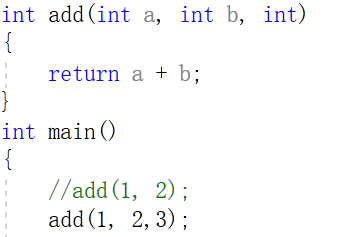 int add(int a, int b, int)
{
    return a + b;
}
int main()
{
    //add(1, 2);
    add(1, 2,3);